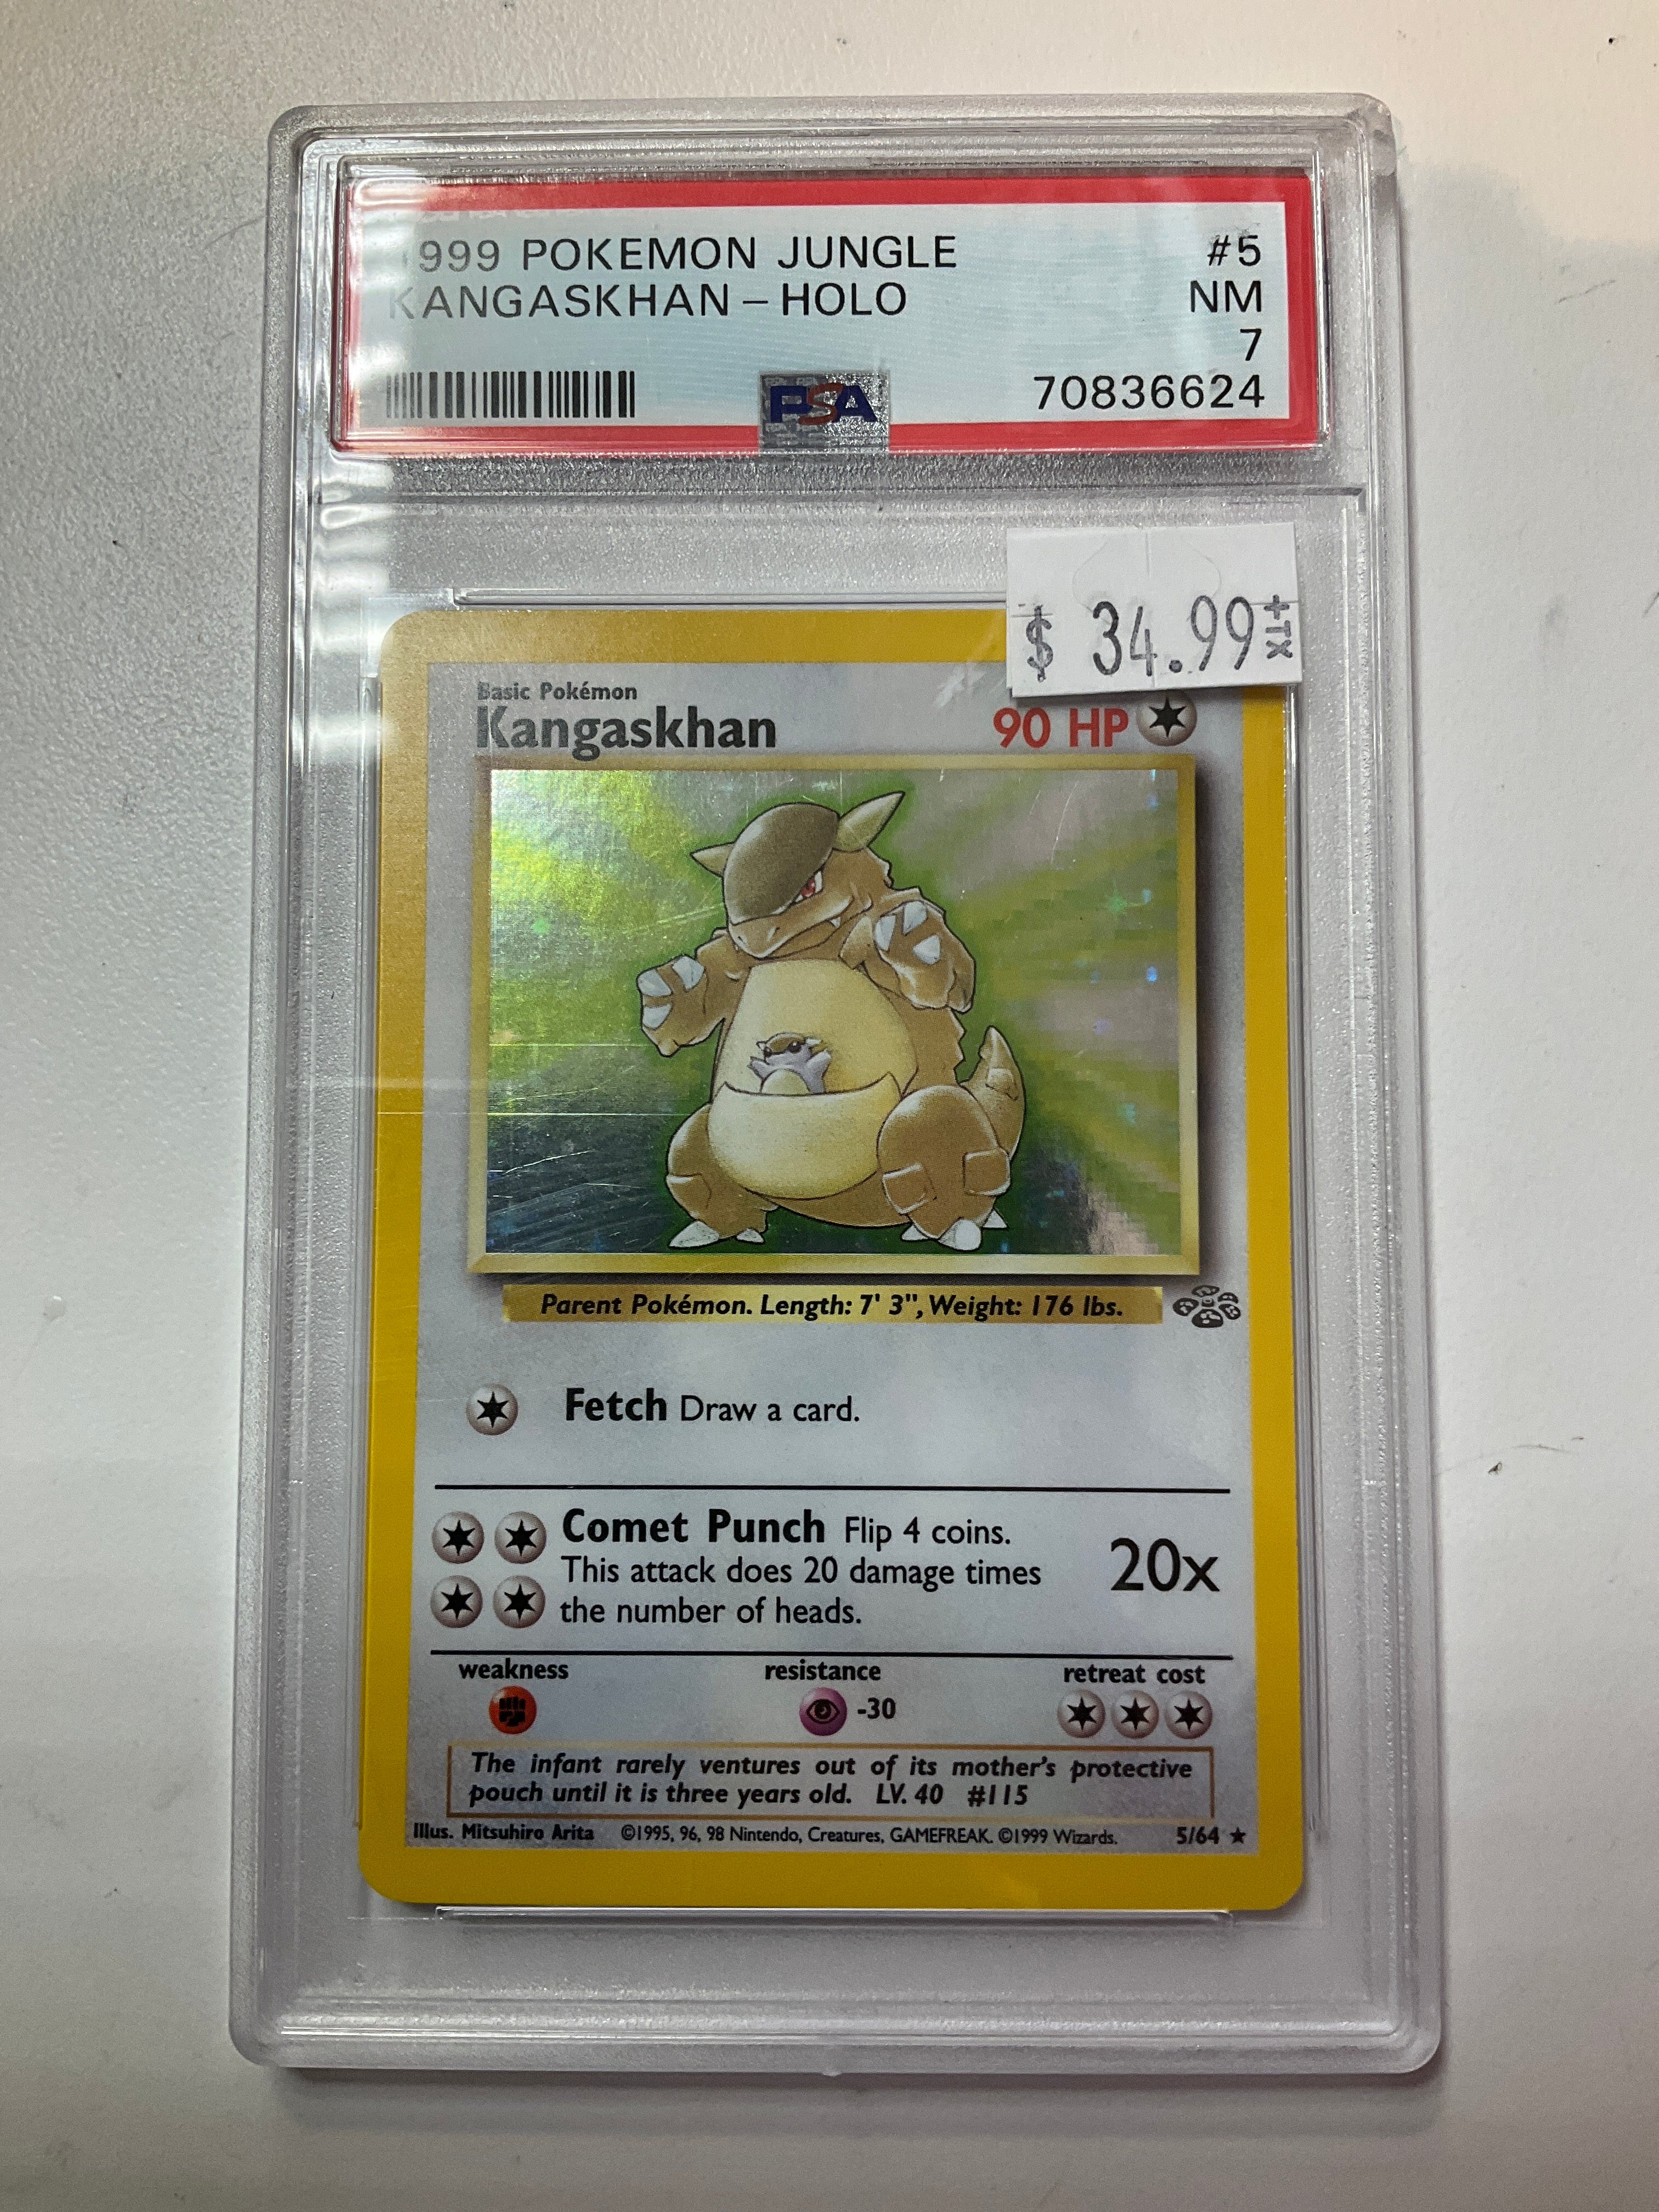 1999 POKEMON JUNGLE #5
KANGASKHAN – HOLO NM
7
PSA 70836624
$ 34.99 +TX
Basic Pokémon
Kangaskhan 90 HP
Parent Pokémon. Length: 7' 3", Weight: 176 lbs.
Fetch Draw a card.
Comet Punch Flip 4 coins.
This attack does 20 damage times
the number of heads.
20x
weakness resistance retreat cost
-30
The infant rarely ventures out of its mother's protective
pouch until it is three years old. LV. 40 #115
Illus. Mitsuhiro Arita ©1995, 96, 98 Nintendo, Creatures, GAMEFREAK. ©1999 Wizards. 5/64 ★